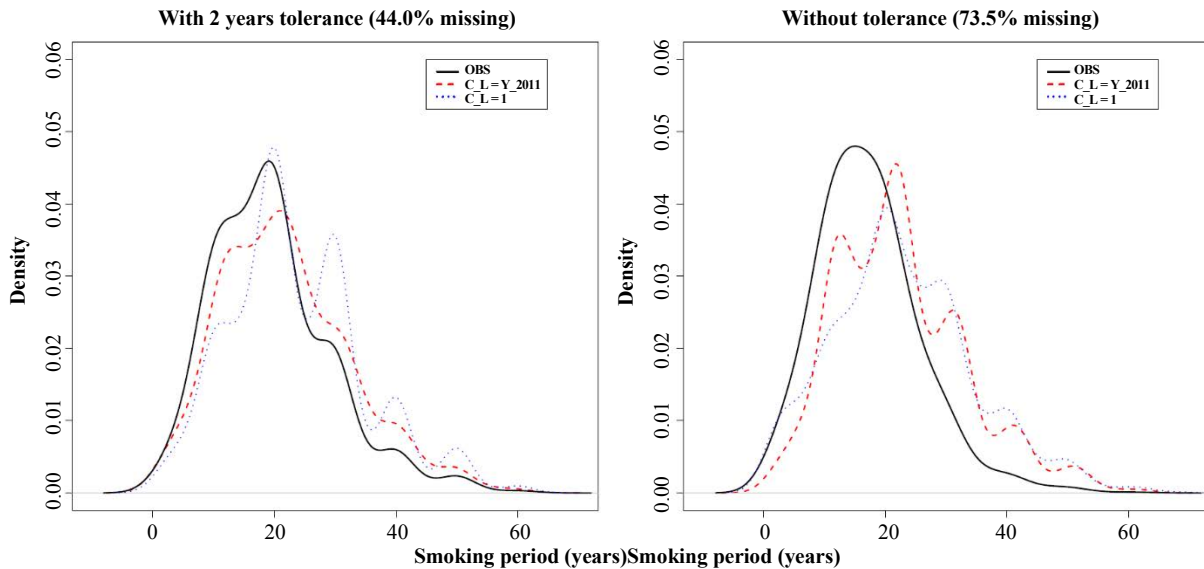 With 2 years tolerance (44.0% missing)
0.06
0.05
0.04
0.03
0.02
0.01
0.00
Density
OBS
C_L = Y_2011
C_L = 1
0 20 40 60
Smoking period (years)
Without tolerance (73.5% missing)
0.06
0.05
0.04
0.03
0.02
0.01
0.00
Density
OBS
C_L = Y_2011
C_L = 1
0 20 40 60
Smoking period (years)